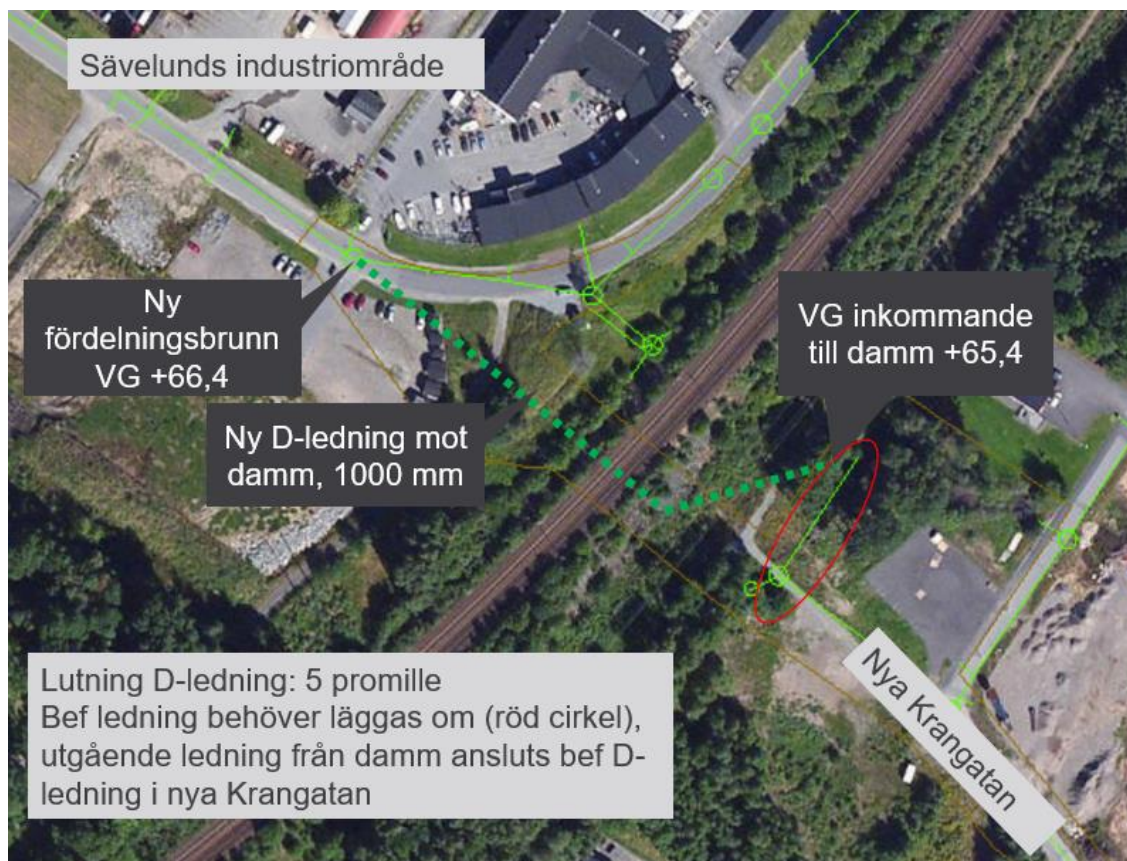 Sävelunds industriområde
Ny
fördelningsbrunn
VG +66,4
VG inkommande
till damm +65,4
Ny D-ledning mot
damm, 1000 mm
Lutning D-ledning: 5 promille
Bef ledning behöver läggas om (röd cirkel),
utgående ledning från damm ansluts bef D-
ledning i nya Krangatan
Nya Krangatan